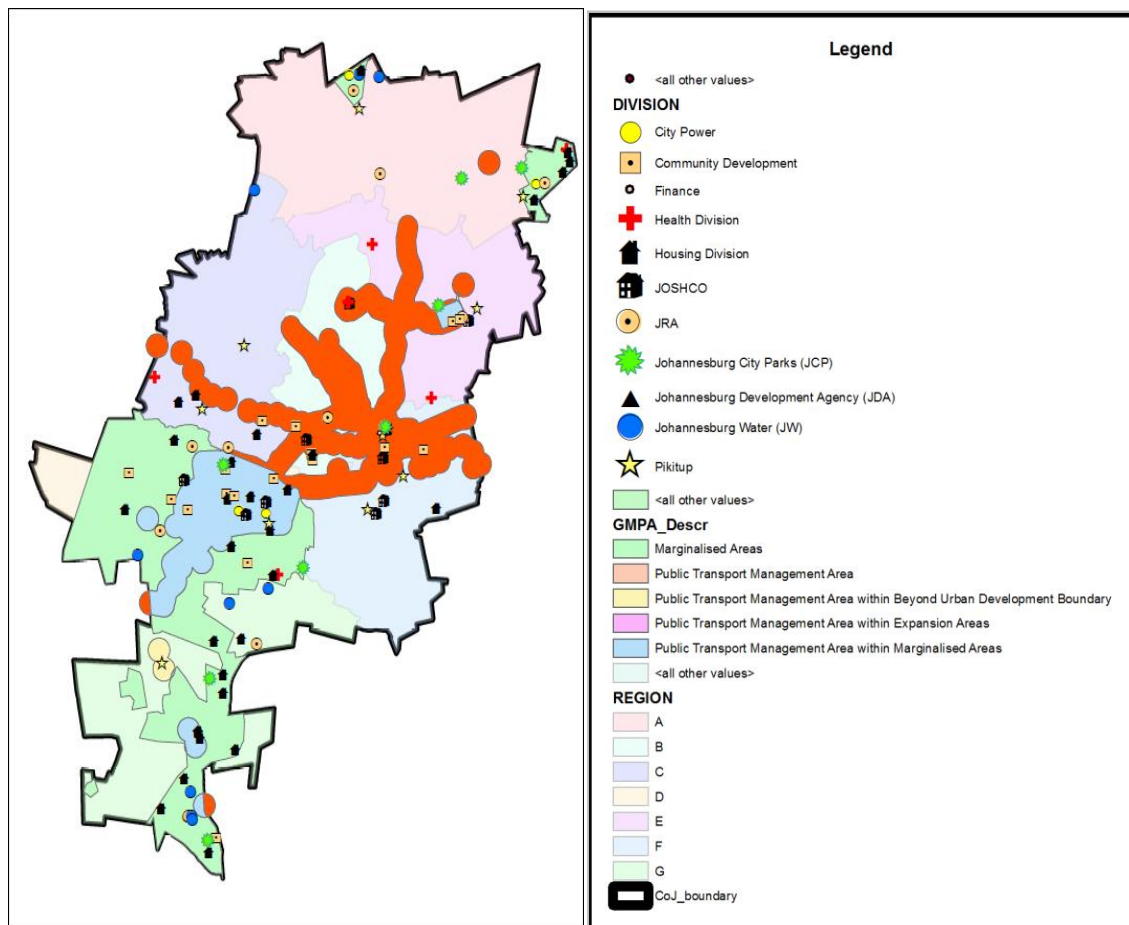 Legend
<all other values>
DIVISION
City Power
Community Development
Finance
Health Division
Housing Division
JOSHCO
JRA
Johannesburg City Parks (JCP)
Johannesburg Development Agency (JDA)
Johannesburg Water (JW)
Pikitup
<all other values>
GMPA_Descr
Marginalised Areas
Public Transport Management Area
Public Transport Management Area within Beyond Urban Development Boundary
Public Transport Management Area within Expansion Areas
Public Transport Management Area within Marginalised Areas
<all other values>
REGION
A
B
C
D
E
F
G
CoJ_boundary